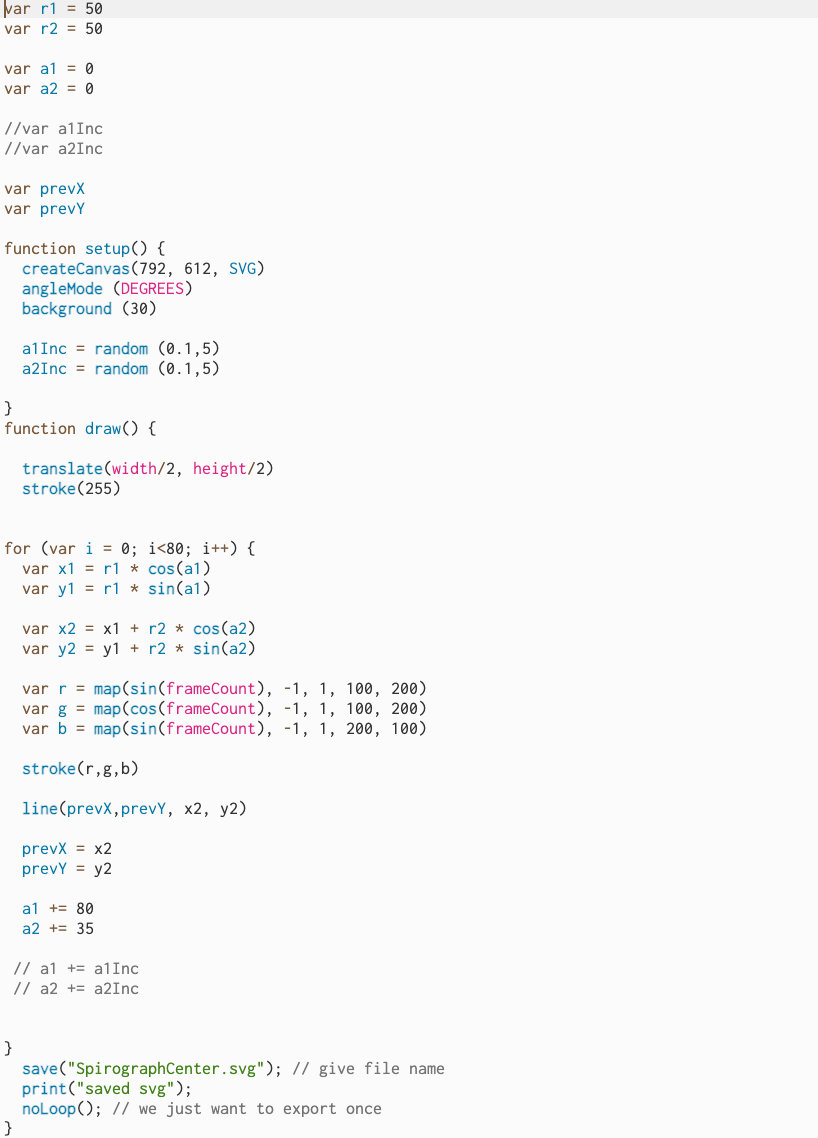 var r1 = 50
var r2 = 50
var a1 = 0
var a2 = 0
//var a1Inc
//var a2Inc
var prevX
var prevY
function setup() {
  createCanvas(792, 612, SVG)
  angleMode (DEGREES)
  background (30)
  a1Inc = random (0.1,5)
  a2Inc = random (0.1,5)
}
function draw() {
  translate(width/2, height/2)
  stroke(255)
for (var i = 0; i<80; i++) {
  var x1 = r1 * cos(a1)
  var y1 = r1 * sin(a1)
  var x2 = x1 + r2 * cos(a2)
  var y2 = y1 + r2 * sin(a2)
  var r = map(sin(frameCount), -1, 1, 100, 200)
  var g = map(cos(frameCount), -1, 1, 100, 200)
  var b = map(sin(frameCount), -1, 1, 200, 100)
  stroke(r,g,b)
  line(prevX,prevY, x2, y2)
  prevX = x2
  prevY = y2
  a1 += 80
  a2 += 35
 // a1 += a1Inc
 // a2 += a2Inc
}
  save("SpirographCenter.svg"); // give file name
  print("saved svg");
  noLoop(); // we just want to export once
}